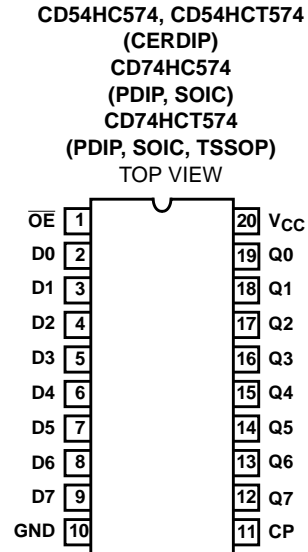 CD54HC574, CD54HCT574
(CERDIP)
CD74HC574
(PDIP, SOIC)
CD74HCT574
(PDIP, SOIC, TSSOP)
TOP VIEW
OE 1 20 VCC
D0 2 19 Q0
D1 3 18 Q1
D2 4 17 Q2
D3 5 16 Q3
D4 6 15 Q4
D5 7 14 Q5
D6 8 13 Q6
D7 9 12 Q7
GND 10 11 CP